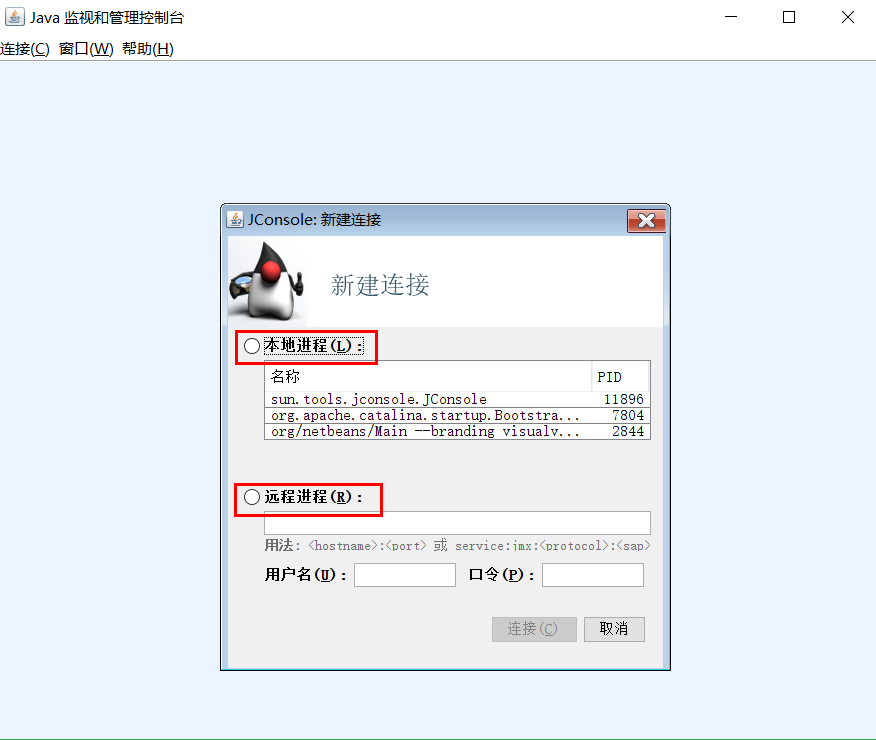 Java 监视和管理控制台
连接(C) 窗口(W) 帮助(H)
JConsole: 新建连接
新建连接
本地进程(L):
名称 PID
sun.tools.jconsole.JConsole 11896
org.apache.catalina.startup.Bootstra... 7804
org/netbeans/Main --branding visualv... 2844
远程进程(R):
用法: <hostname>:<port> 或 service:jmx:<protocol>:<sap>
用户名(U): 口令(P):
连接(C) 取消